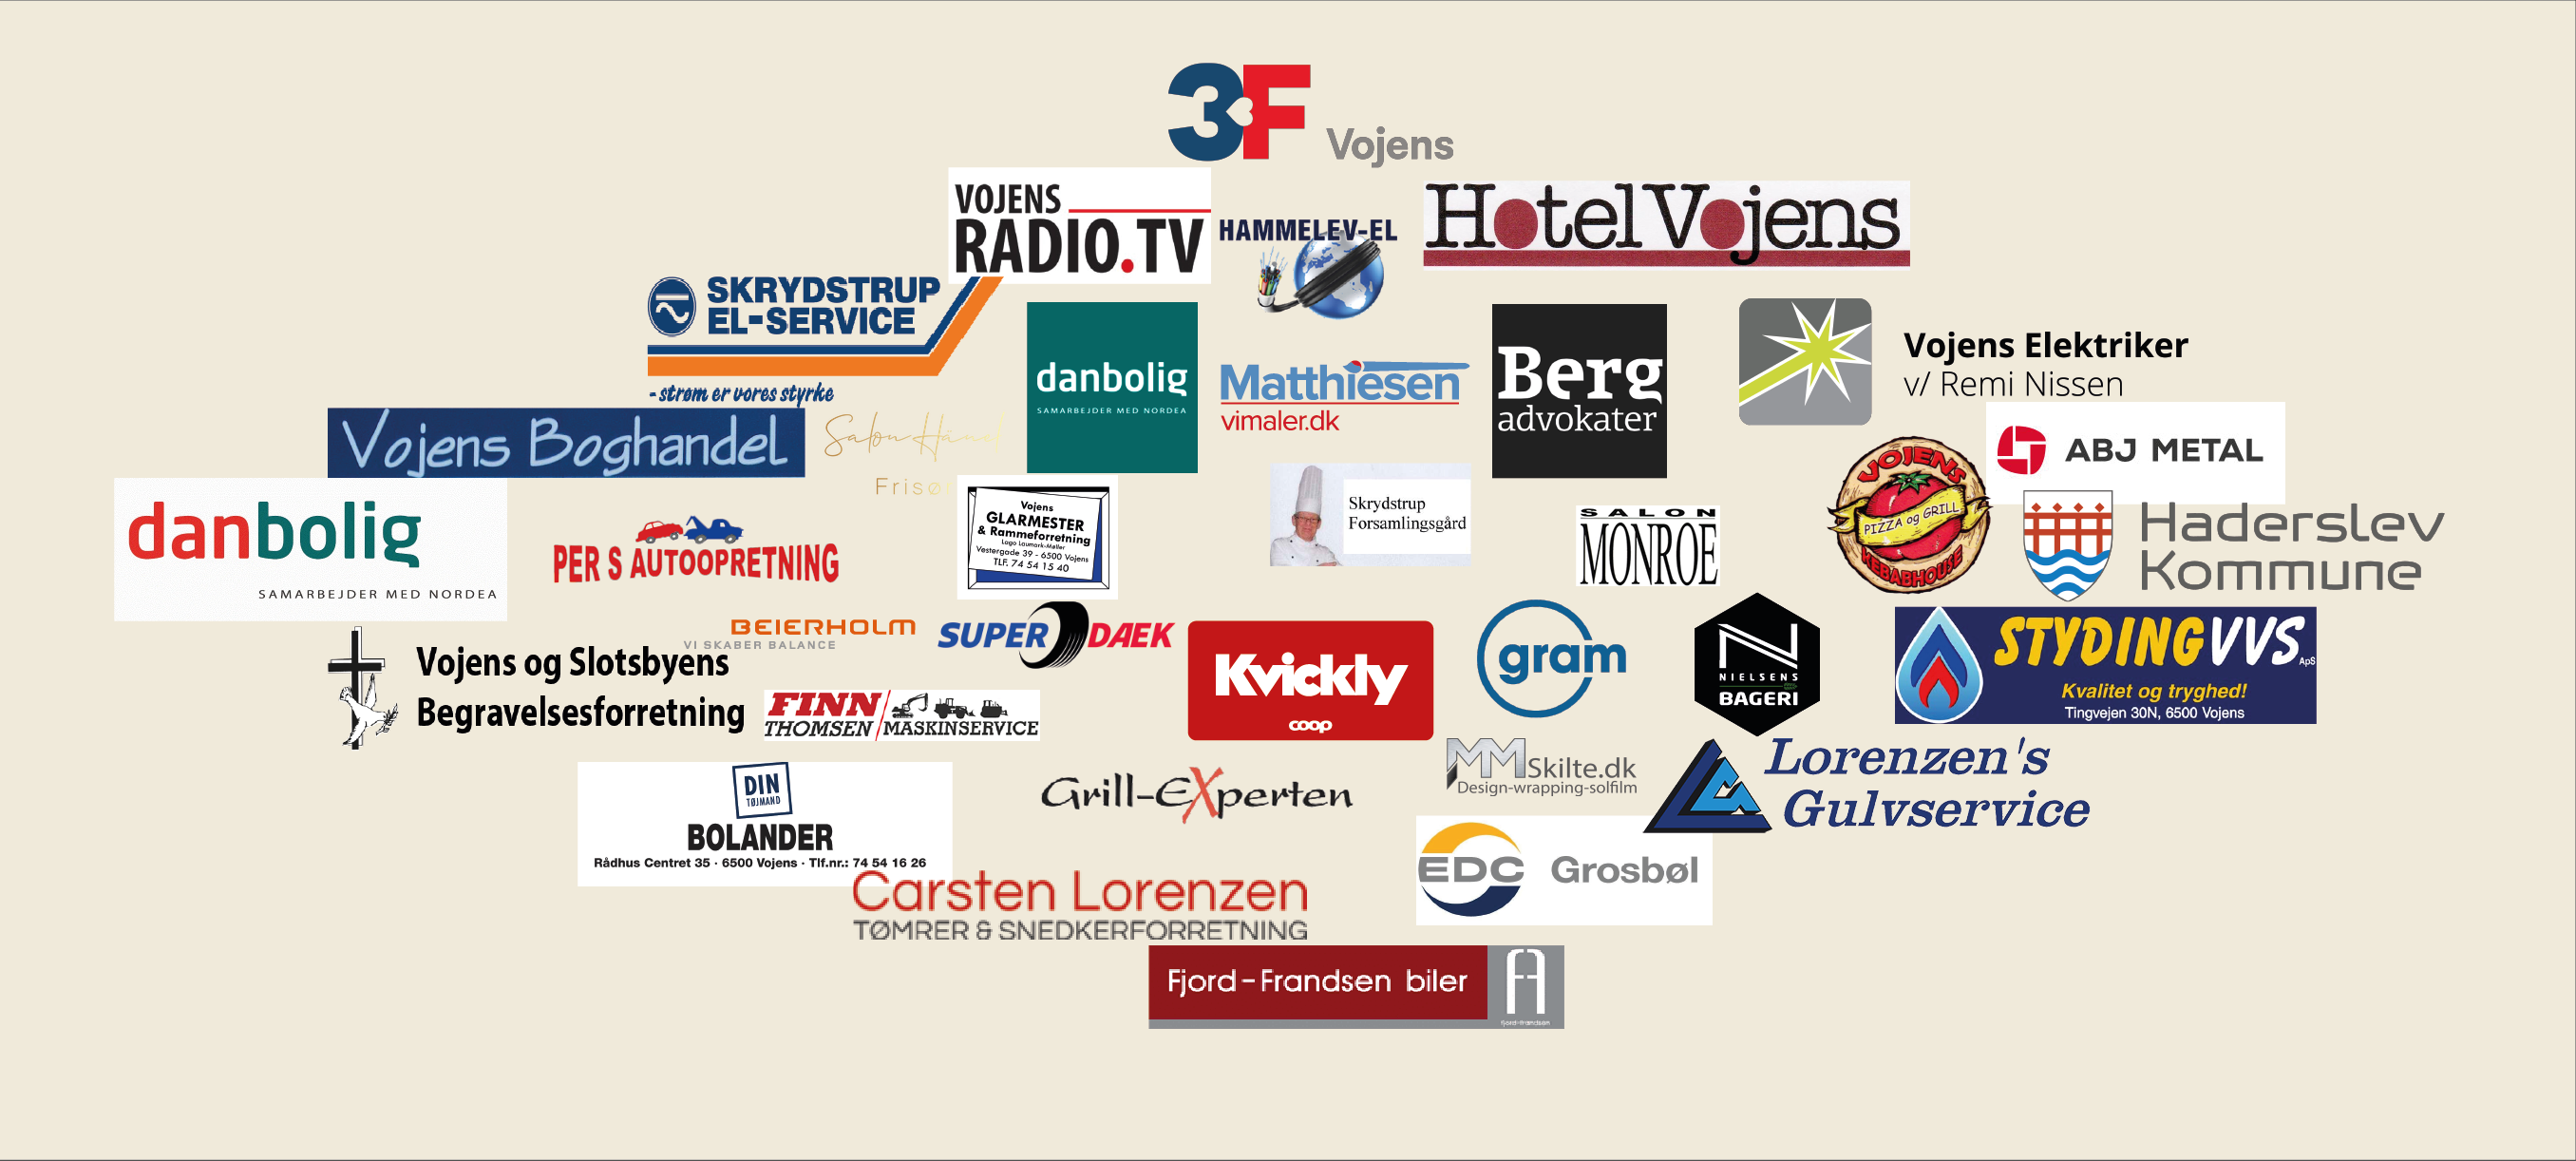 3F Vojens
VOJENS
RADIO.TV
HAMMELEV-EL
Hotel Vojens
SKRYDSTRUP
EL-SERVICE
- strøm er vores styrke
danbolig
SAMARBEJDER MED NORDEA
Matthiesen
vimaler.dk
Berg
advokater
Vojens Elektriker
v/ Remi Nissen
Vojens Boghandel
Salon
Frisø
ABJ METAL
danbolig
SAMARBEJDER MED NORDEA
PER S AUTOOPRETNING
Vojens
GLARMESTER
& Rammeforretning
Vestergade 39 - 6500 Vojens
TLF. 74 54 15 40
Skrydstrup
Forsamlingsgård
SALON
MONROE
VOJENS
PIZZA og GRILL
KEBABHOUSE
Haderslev
Kommune
BEIERHOLM
VI SKABER BALANCE
SUPER DÆK
Kvickly
coop
gram
N
NIELSENS
BAGERI
STYDING VVS ApS
Kvalitet og tryghed!
Tingvejen 30N, 6500 Vojens
Vojens og Slotsbyens
Begravelsesforretning
FINN
THOMSEN MASKINSERVICE
DIN
TØJMAND
BOLANDER
Rådhus Centret 35 · 6500 Vojens · Tlf.nr.: 74 54 16 26
Grill-EXperten
MM Skilte.dk
Design-wrapping-solfilm
Lorenzen's
Gulvservice
EDC Grosbøl
Carsten Lorenzen
TØMRER & SNEDKERFORRETNING
Fjord-Frandsen biler
fjord-frandsen